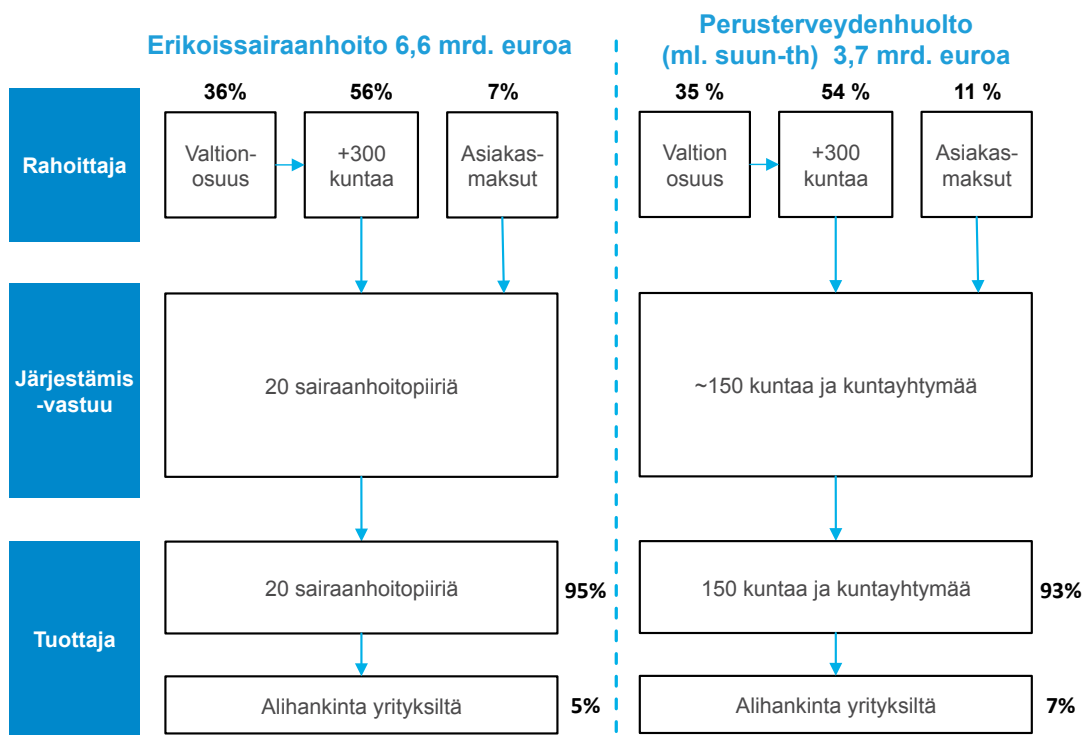 Erikoissairaanhoito 6,6 mrd. euroa
Perusterveydenhuolto
(ml. suun-th) 3,7 mrd. euroa
36% 56% 7%
35 % 54 % 11 %
Rahoittaja
Valtion-
osuus
+300
kuntaa
Asiakas-
maksut
Valtion
osuus
+300
kuntaa
Asiakas-
maksut
Järjestämis
-vastuu
20 sairaanhoitopiiriä
~150 kuntaa ja kuntayhtymää
Tuottaja
20 sairaanhoitopiiriä
95%
150 kuntaa ja kuntayhtymää
93%
Alihankinta yrityksiltä
5%
Alihankinta yrityksiltä
7%